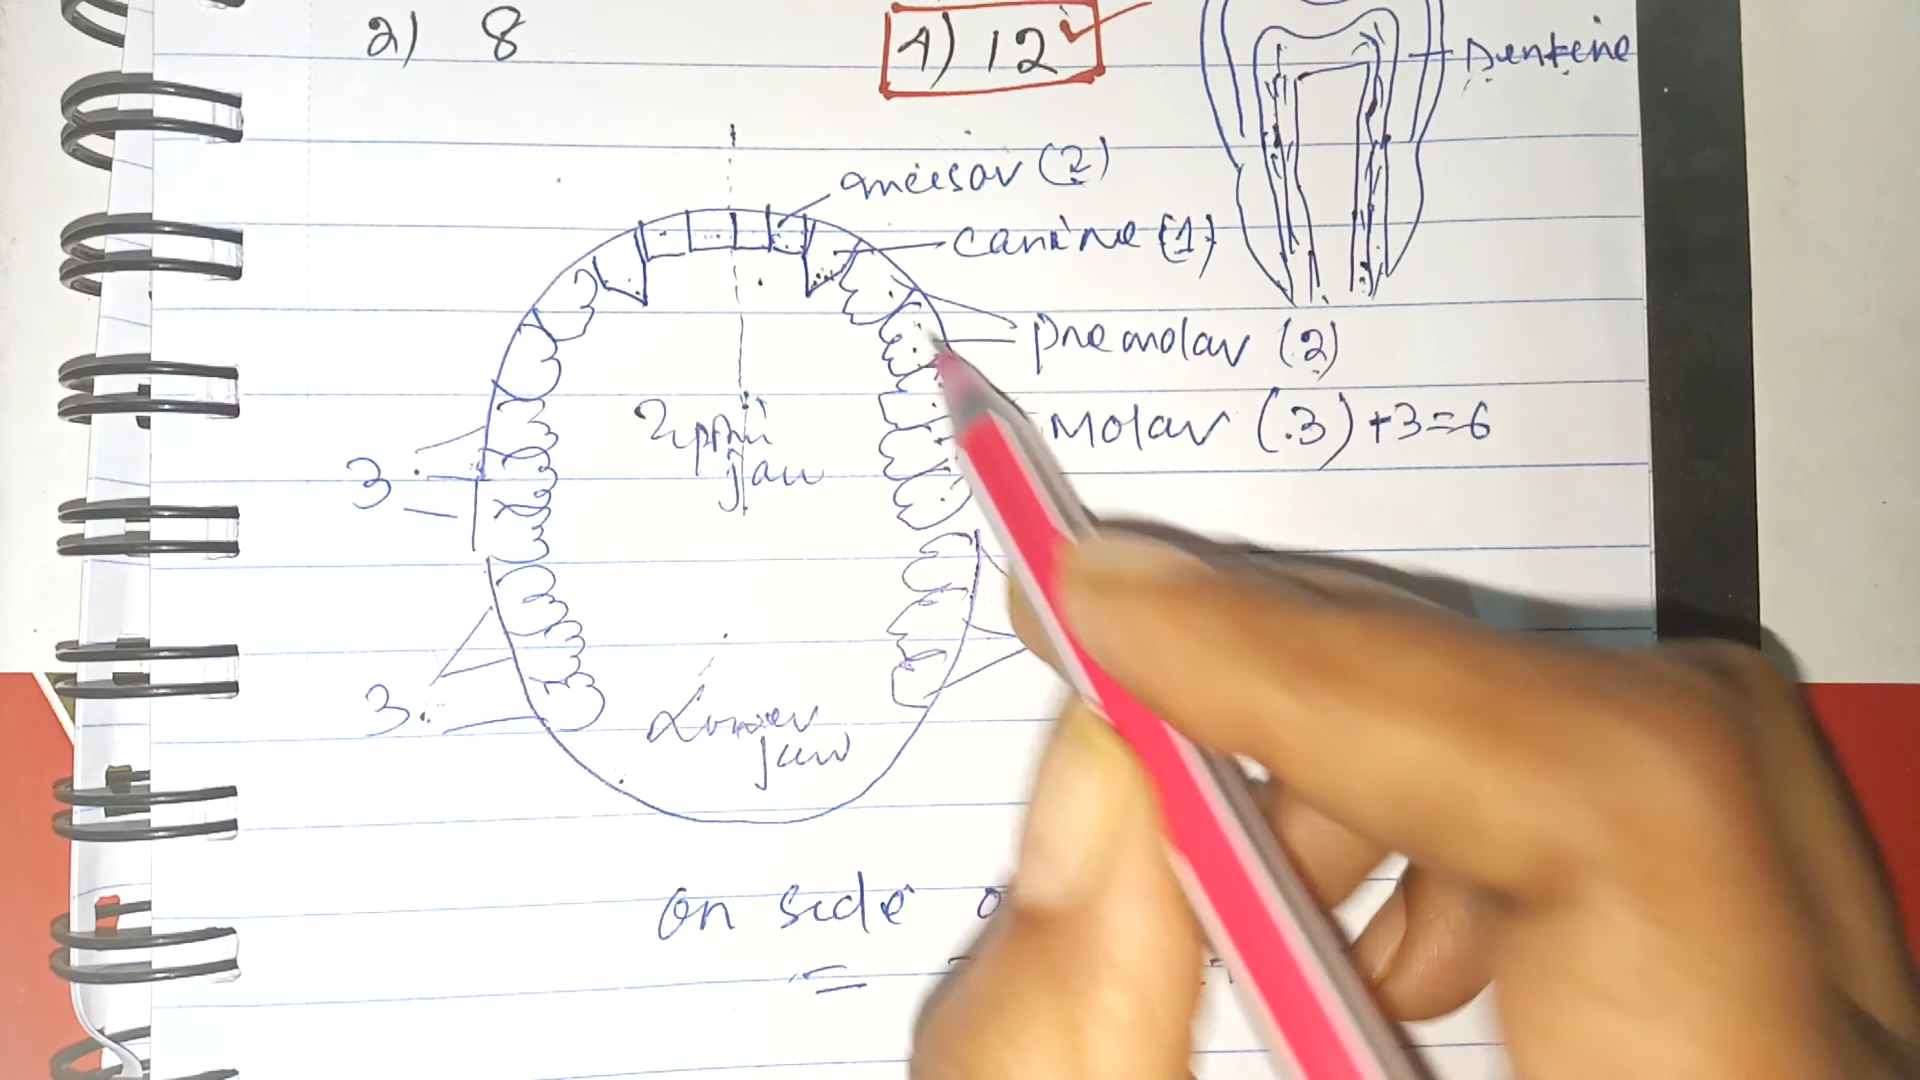 2) 8
4) 12
Dentine
incisor (2)
canine (1)
premolar (2)
Molar (3) + 3 = 6
Upper
jaw
3
3
Lower
jaw
on side
=